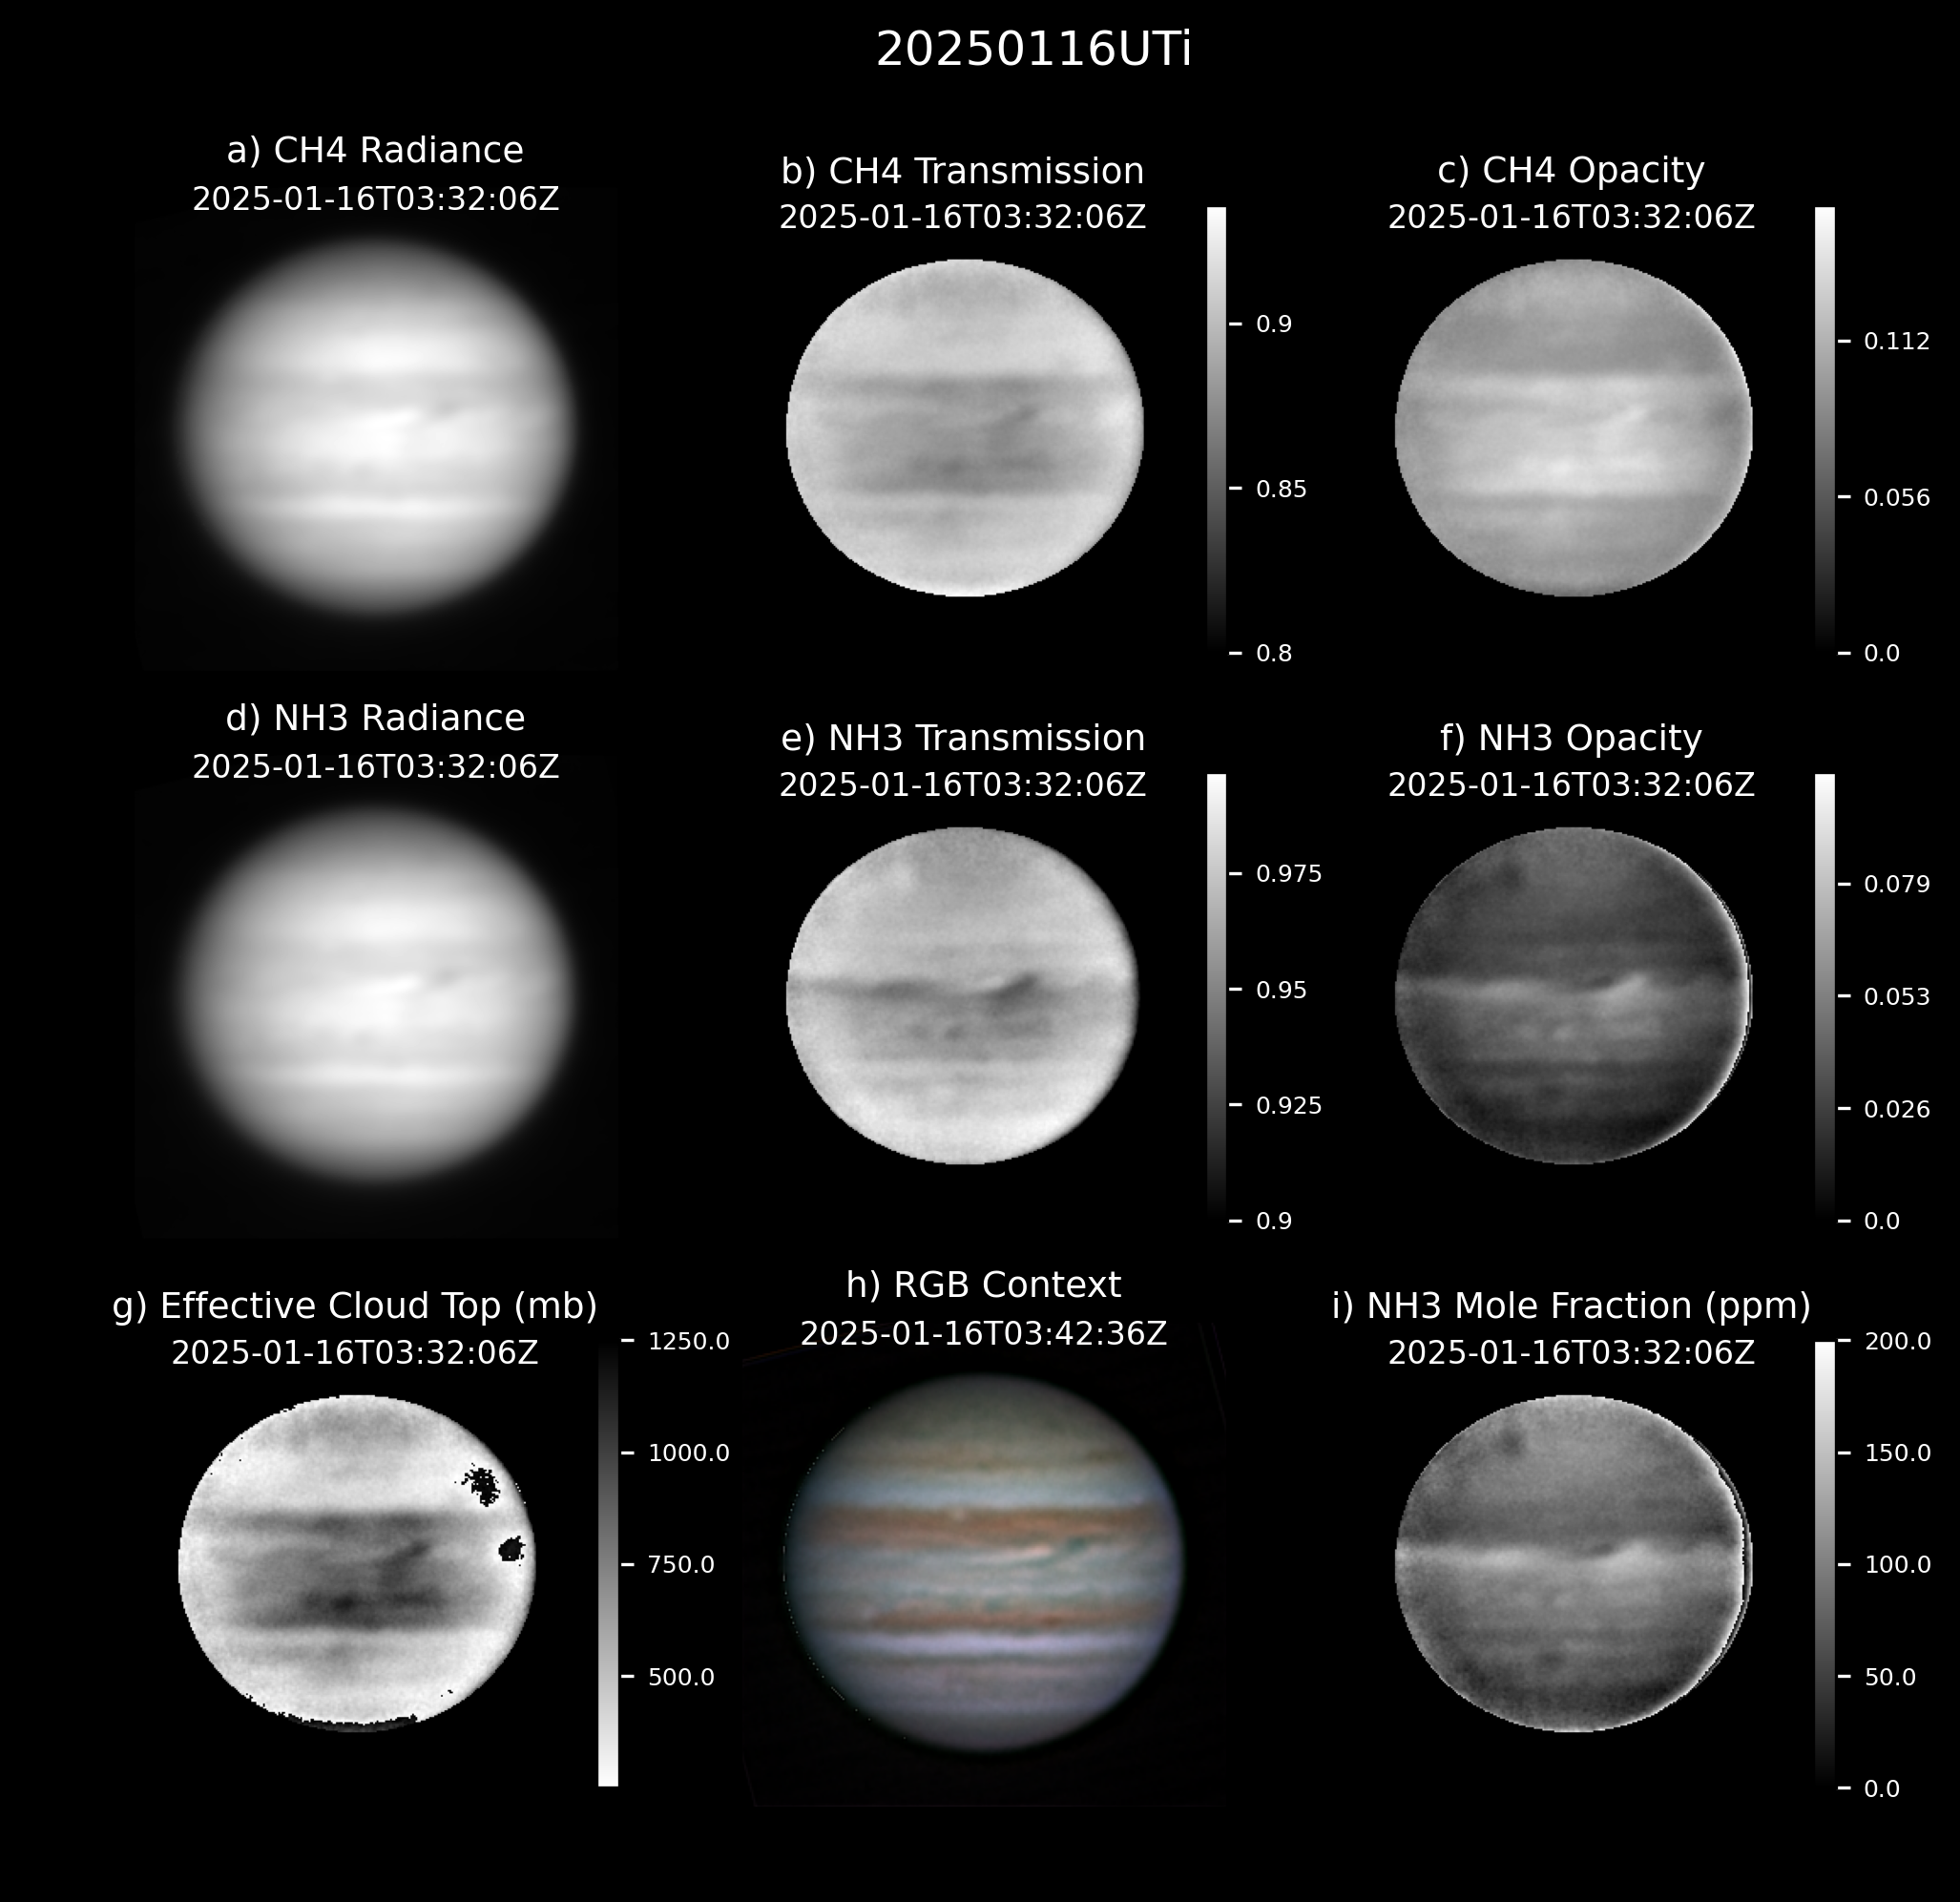 20250116UTi
a) CH4 Radiance
2025-01-16T03:32:06Z
b) CH4 Transmission
2025-01-16T03:32:06Z
0.9
0.85
0.8
c) CH4 Opacity
2025-01-16T03:32:06Z
0.112
0.056
0.0
d) NH3 Radiance
2025-01-16T03:32:06Z
e) NH3 Transmission
2025-01-16T03:32:06Z
0.975
0.95
0.925
0.9
f) NH3 Opacity
2025-01-16T03:32:06Z
0.079
0.053
0.026
0.0
g) Effective Cloud Top (mb)
2025-01-16T03:32:06Z
1250.0
1000.0
750.0
500.0
h) RGB Context
2025-01-16T03:42:36Z
i) NH3 Mole Fraction (ppm)
2025-01-16T03:32:06Z
200.0
150.0
100.0
50.0
0.0